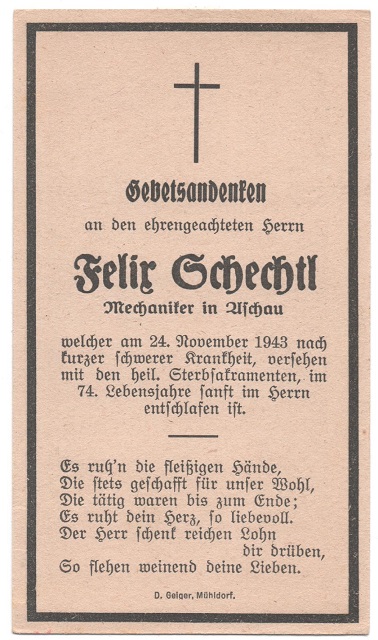 Gebetsandenken
an den ehrengeachteten Herrn
Felix Schechtl
Mechaniker in Aschau
welcher am 24. November 1943 nach
kurzer schwerer Krankheit, versehen
mit den heil. Sterbsakramenten, im
74. Lebensjahre sanft im Herrn
entschlafen ist.
Es ruh'n die fleißigen Hände,
Die stets geschafft für unser Wohl,
Die tätig waren bis zum Ende;
Es ruht dein Herz, so liebevoll.
Der Herr schenk reichen Lohn
dir drüben,
So flehen weinend deine Lieben.
D. Geiger, Mühldorf.